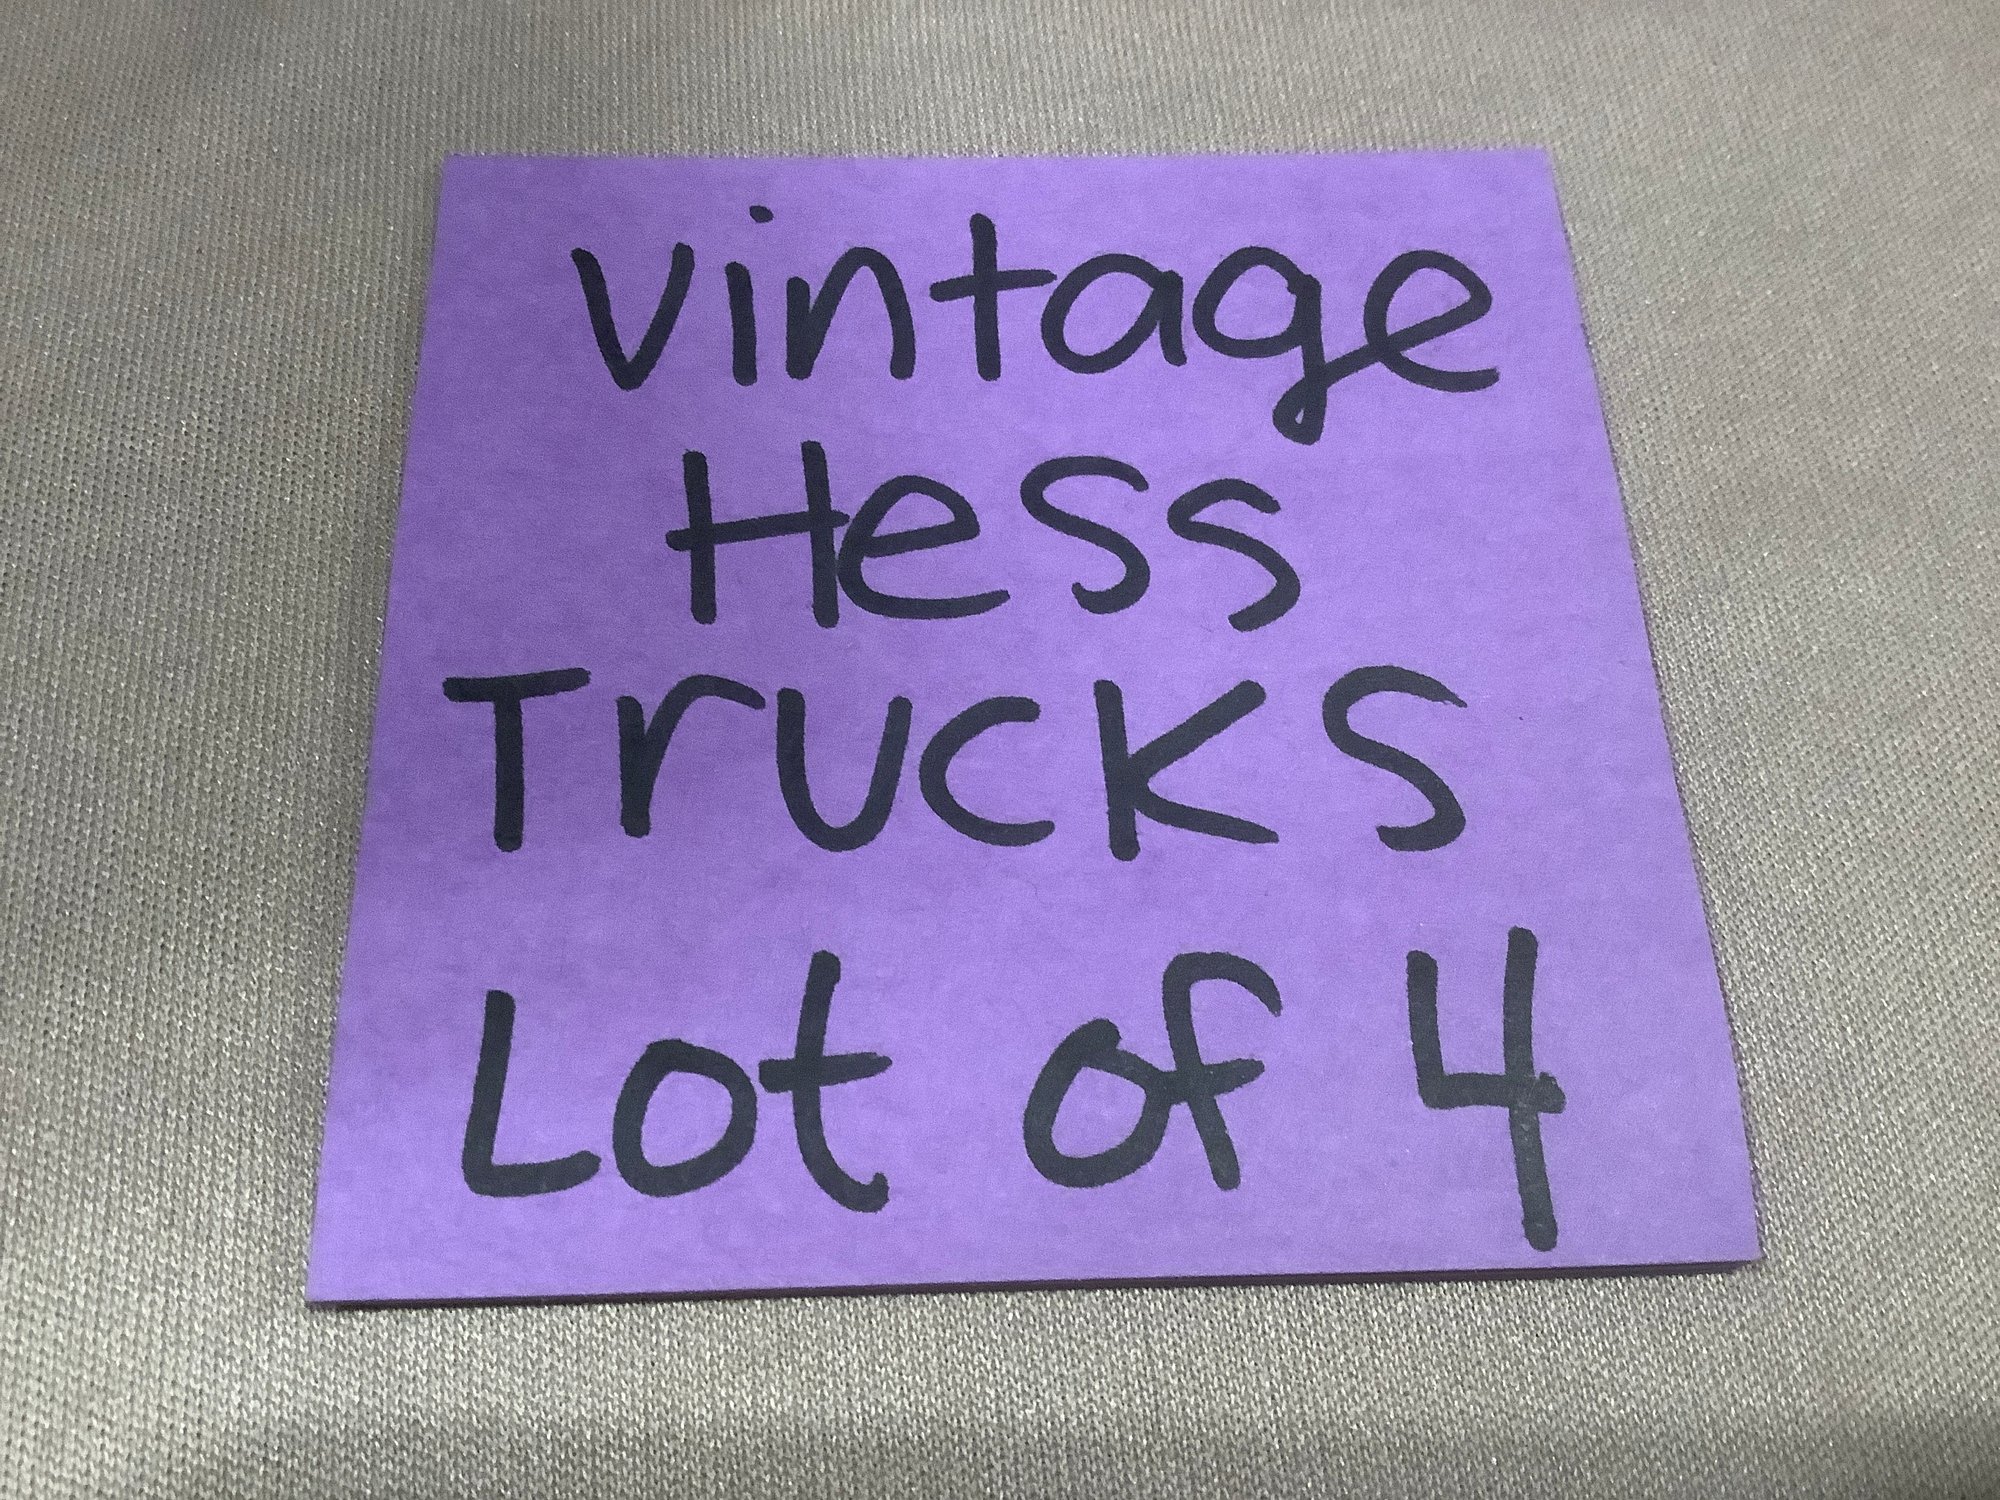 vintage
Hess
Trucks
Lot of 4